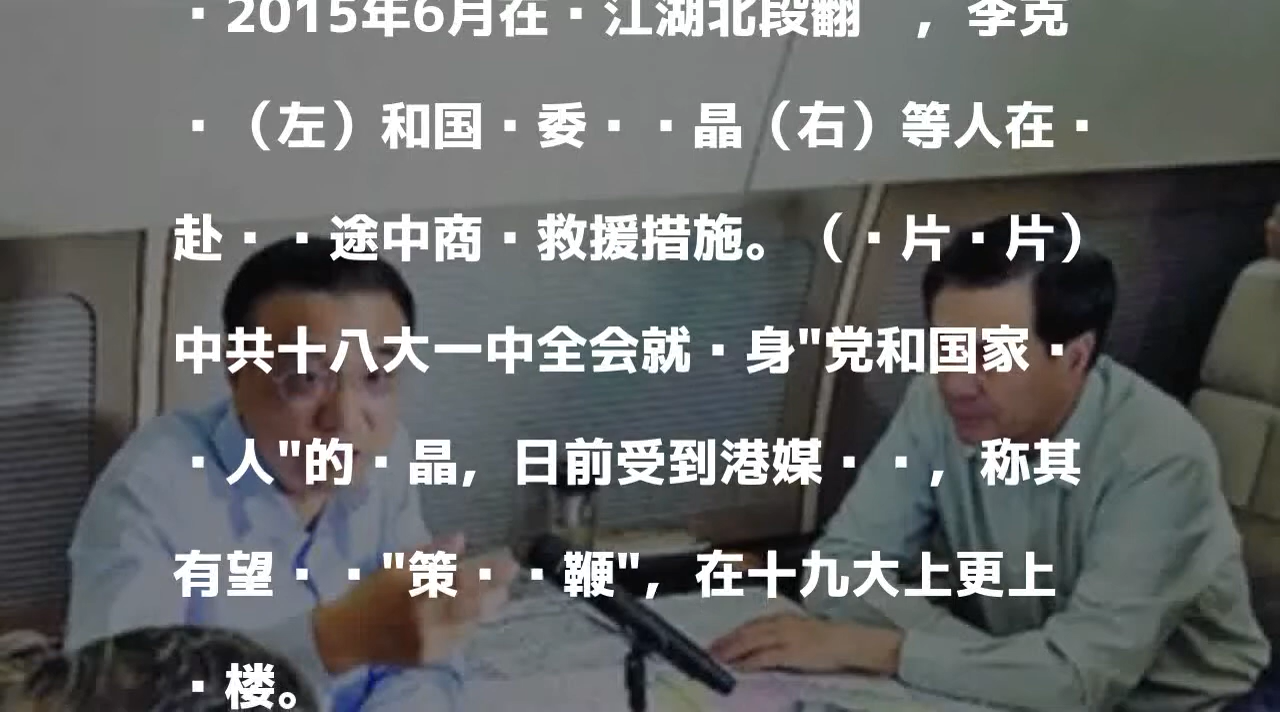 ·2015年6月在·江湖北段翻 ，李克
·（左）和国·委··晶（右）等人在·
赴··途中商·救援措施。（·片·片）
中共十八大一中全会就·身"党和国家·
·人"的·晶，日前受到港媒··，称其
有望··"策··鞭"，在十九大上更上
·楼。